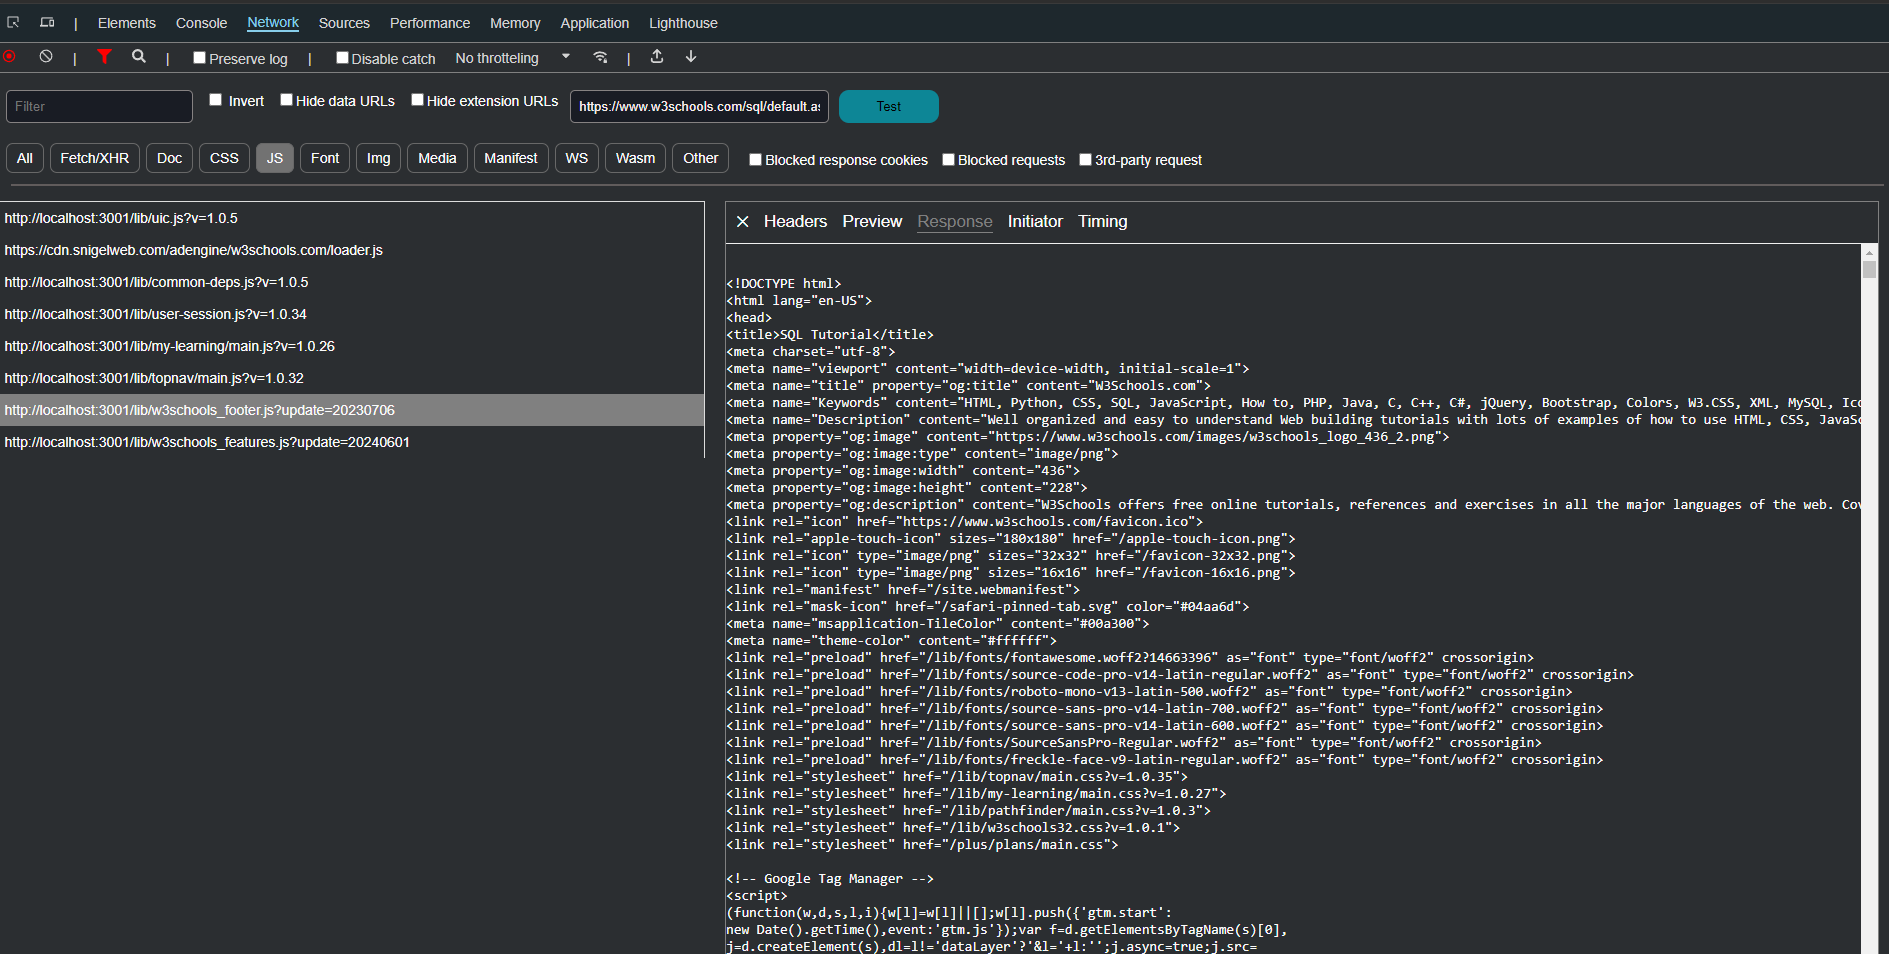 | Elements Console Network Sources Performance Memory Application Lighthouse
| | Preserve log | Disable catch No throtteling |
Filter Invert Hide data URLs Hide extension URLs https://www.w3schools.com/sql/default.as Test
All Fetch/XHR Doc CSS JS Font Img Media Manifest WS Wasm Other Blocked response cookies Blocked requests 3rd-party request
http://localhost:3001/lib/uic.js?v=1.0.5
https://cdn.snigelweb.com/adengine/w3schools.com/loader.js
http://localhost:3001/lib/common-deps.js?v=1.0.5
http://localhost:3001/lib/user-session.js?v=1.0.34
http://localhost:3001/lib/my-learning/main.js?v=1.0.26
http://localhost:3001/lib/topnav/main.js?v=1.0.32
http://localhost:3001/lib/w3schools_footer.js?update=20230706
http://localhost:3001/lib/w3schools_features.js?update=20240601
Headers Preview Response Initiator Timing
<!DOCTYPE html>
<html lang="en-US">
<head>
<title>SQL Tutorial</title>
<meta charset="utf-8">
<meta name="viewport" content="width=device-width, initial-scale=1">
<meta name="title" property="og:title" content="W3Schools.com">
<meta name="Keywords" content="HTML, Python, CSS, SQL, JavaScript, How to, PHP, Java, C, C++, C#, jQuery, Bootstrap, Colors, W3.CSS, XML, MySQL, Ico
<meta name="Description" content="Well organized and easy to understand Web building tutorials with lots of examples of how to use HTML, CSS, JavaSc
<meta property="og:image" content="https://www.w3schools.com/images/w3schools_logo_436_2.png">
<meta property="og:image:type" content="image/png">
<meta property="og:image:width" content="436">
<meta property="og:image:height" content="228">
<meta property="og:description" content="W3Schools offers free online tutorials, references and exercises in all the major languages of the web. Cov
<link rel="icon" href="https://www.w3schools.com/favicon.ico">
<link rel="apple-touch-icon" sizes="180x180" href="/apple-touch-icon.png">
<link rel="icon" type="image/png" sizes="32x32" href="/favicon-32x32.png">
<link rel="icon" type="image/png" sizes="16x16" href="/favicon-16x16.png">
<link rel="manifest" href="/site.webmanifest">
<link rel="mask-icon" href="/safari-pinned-tab.svg" color="#04aa6d">
<meta name="msapplication-TileColor" content="#00a300">
<meta name="theme-color" content="#ffffff">
<link rel="preload" href="/lib/fonts/fontawesome.woff2?14663396" as="font" type="font/woff2" crossorigin>
<link rel="preload" href="/lib/fonts/source-code-pro-v14-latin-regular.woff2" as="font" type="font/woff2" crossorigin>
<link rel="preload" href="/lib/fonts/roboto-mono-v13-latin-500.woff2" as="font" type="font/woff2" crossorigin>
<link rel="preload" href="/lib/fonts/source-sans-pro-v14-latin-700.woff2" as="font" type="font/woff2" crossorigin>
<link rel="preload" href="/lib/fonts/source-sans-pro-v14-latin-600.woff2" as="font" type="font/woff2" crossorigin>
<link rel="preload" href="/lib/fonts/SourceSansPro-Regular.woff2" as="font" type="font/woff2" crossorigin>
<link rel="preload" href="/lib/fonts/freckle-face-v9-latin-regular.woff2" as="font" type="font/woff2" crossorigin>
<link rel="stylesheet" href="/lib/topnav/main.css?v=1.0.35">
<link rel="stylesheet" href="/lib/my-learning/main.css?v=1.0.27">
<link rel="stylesheet" href="/lib/pathfinder/main.css?v=1.0.3">
<link rel="stylesheet" href="/lib/w3schools32.css?v=1.0.1">
<link rel="stylesheet" href="/plus/plans/main.css">
<!-- Google Tag Manager -->
<script>
(function(w,d,s,l,i){w[l]=w[l]||[];w[l].push({'gtm.start':
new Date().getTime(),event:'gtm.js'});var f=d.getElementsByTagName(s)[0],
j=d.createElement(s),dl=l!='dataLayer'?'&l='+l:'';j.async=true;j.src=